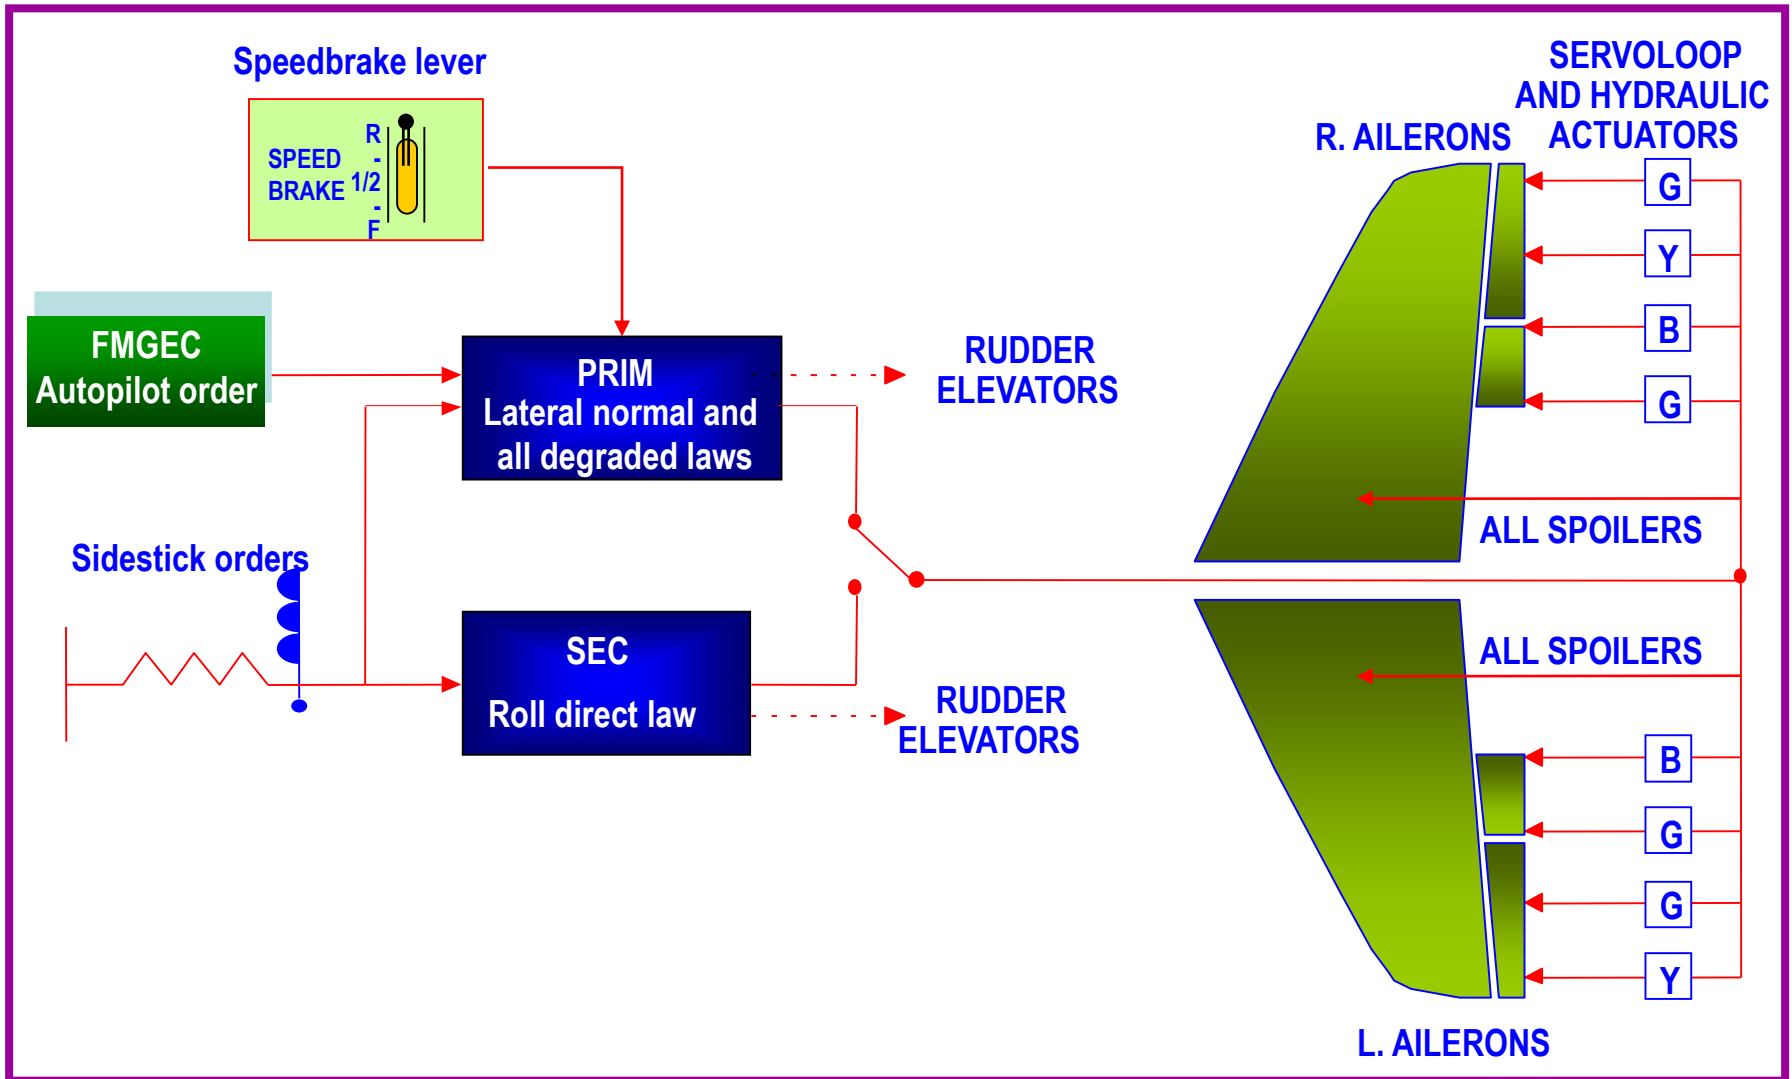 Speedbrake lever
SPEED
BRAKE
R
-
1/2
-
F
FMGEC
Autopilot order
PRIM
Lateral normal and
all degraded laws
RUDDER
ELEVATORS
Sidestick orders
SEC
Roll direct law
RUDDER
ELEVATORS
SERVOLOOP
AND HYDRAULIC
ACTUATORS
R. AILERONS
G
Y
B
G
ALL SPOILERS
ALL SPOILERS
B
G
G
Y
L. AILERONS